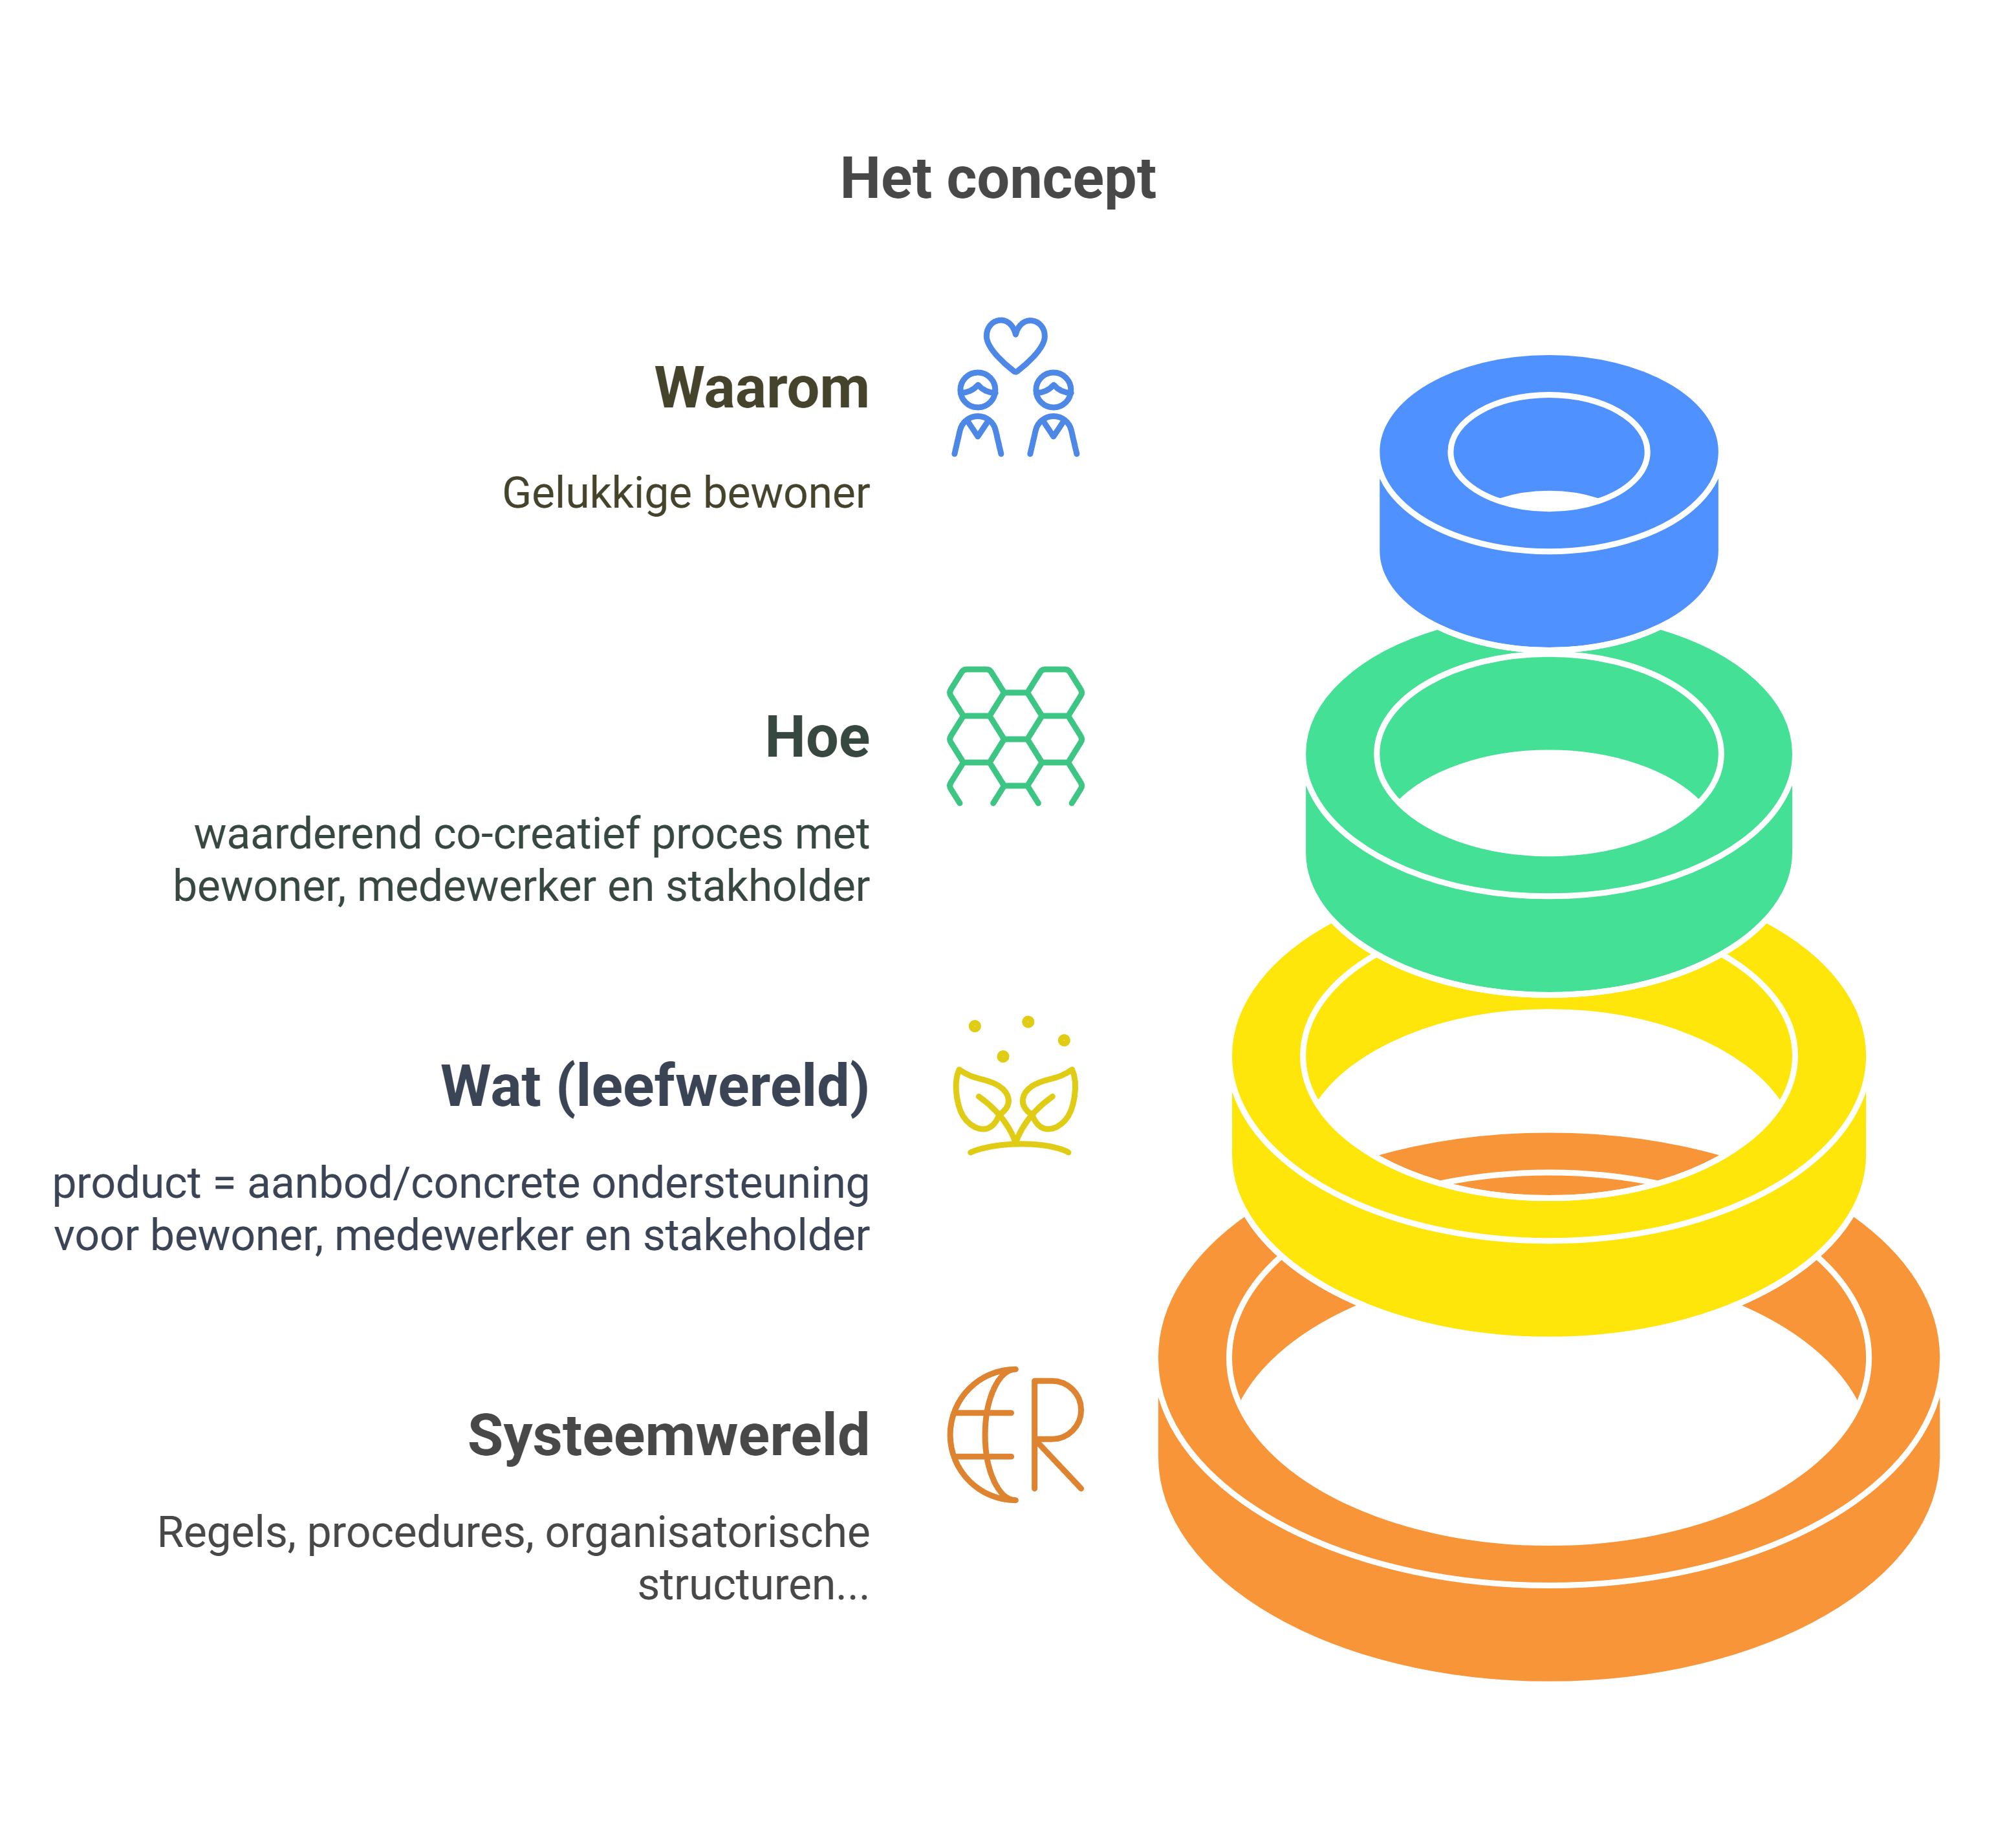 Het concept
Waarom
Gelukkige bewoner
Hoe
waarderend co-creatief proces met
bewoner, medewerker en stakholder
Wat (leefwereld)
product = aanbod/concrete ondersteuning
voor bewoner, medewerker en stakeholder
Systeemwereld
Regels, procedures, organisatorische
structuren...